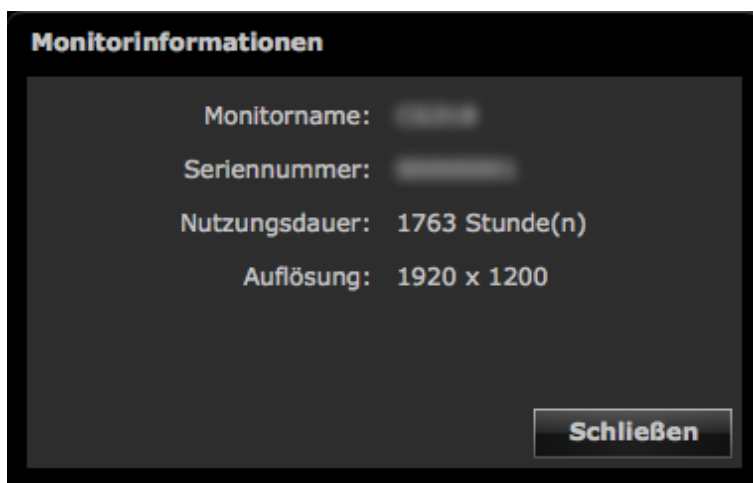 Monitorinformationen
Monitorname:
Seriennummer:
Nutzungsdauer: 1763 Stunde(n)
Auflösung: 1920 x 1200
Schließen